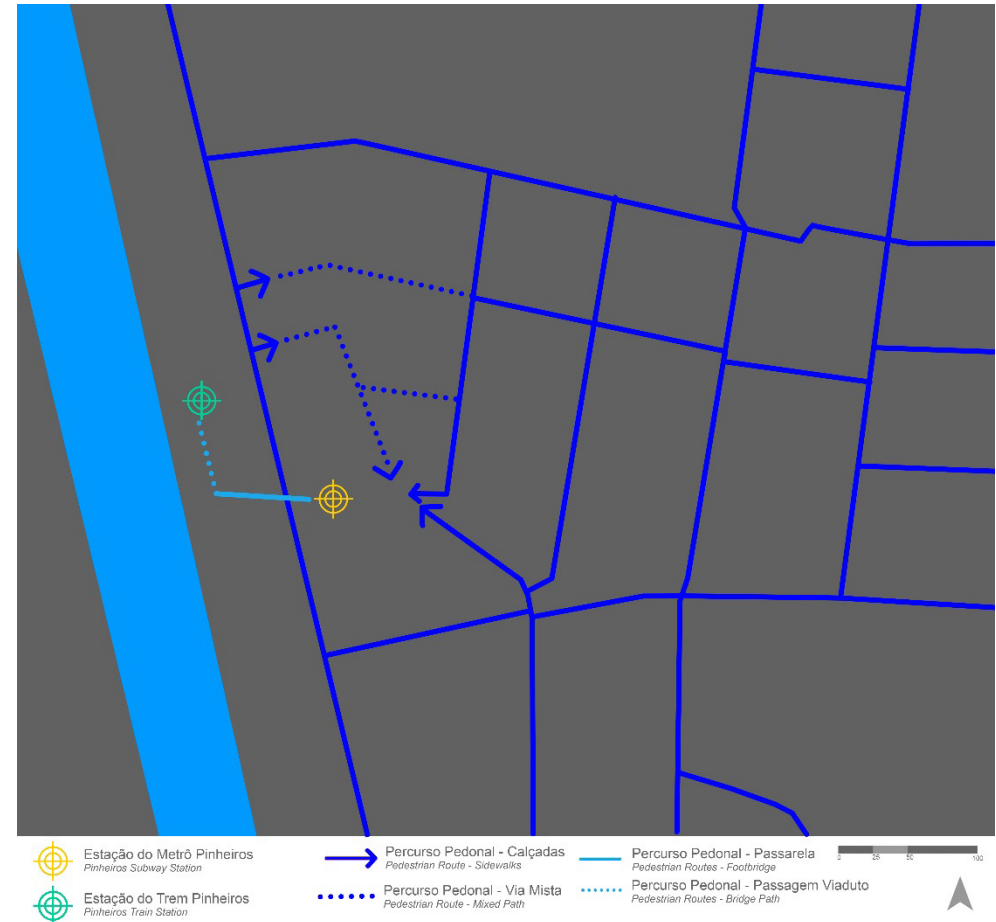 Estação do Metrô Pinheiros
Pinheiros Subway Station
Estação do Trem Pinheiros
Pinheiros Train Station
Percurso Pedonal - Calçadas
Pedestrian Route - Sidewalks
Percurso Pedonal - Via Mista
Pedestrian Route - Mixed Path
Percurso Pedonal - Passarela
Pedestrian Routes - Footbridge
Percurso Pedonal - Passagem Viaduto
Pedestrian Routes - Bridge Path
0 25 50 100